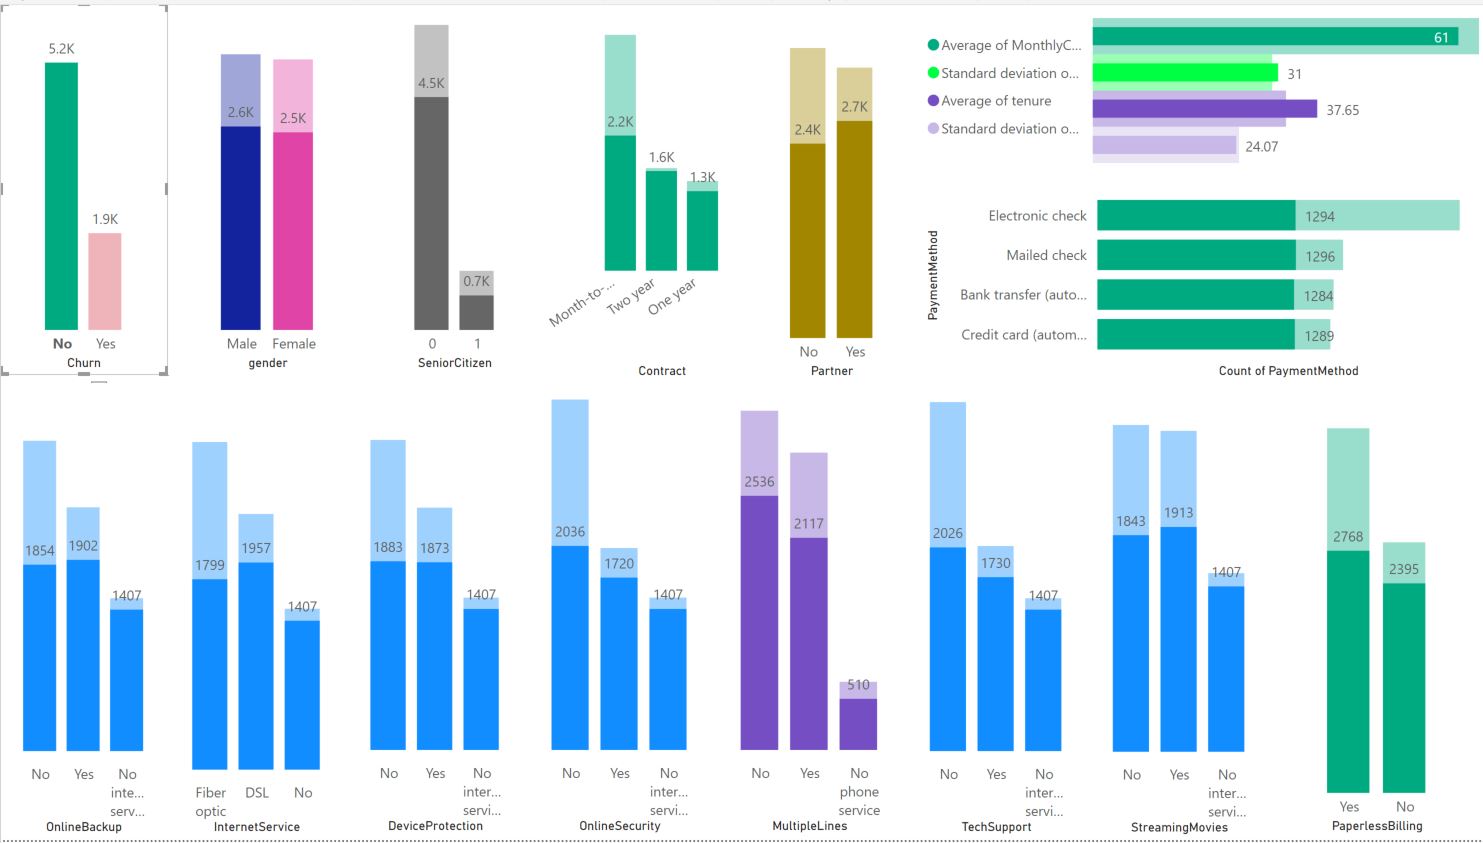 5.2K
1.9K
No Yes
Churn
2.6K
2.5K
Male Female
gender
4.5K
0.7K
0 1
SeniorCitizen
2.2K
1.6K
1.3K
Month-to-...
Two year
One year
Contract
2.4K
2.7K
No Yes
Partner
Average of MonthlyC...
Standard deviation o...
Average of tenure
Standard deviation o...
61
31
37.65
24.07
PaymentMethod
Electronic check 1294
Mailed check 1296
Bank transfer (auto... 1284
Credit card (autom... 1289
Count of PaymentMethod
1854 1902 1407
No Yes No
inte...
serv...
OnlineBackup
1799 1957 1407
Fiber DSL No
optic
InternetService
1883 1873 1407
No Yes No
inter...
servi...
DeviceProtection
2036 1720 1407
No Yes No
inter...
servi...
OnlineSecurity
2536 2117 510
No Yes No
phone
service
MultipleLines
2026 1730 1407
No Yes No
inter...
servi...
TechSupport
1843 1913 1407
No Yes No
inter...
servi...
StreamingMovies
2768 2395
Yes No
PaperlessBilling